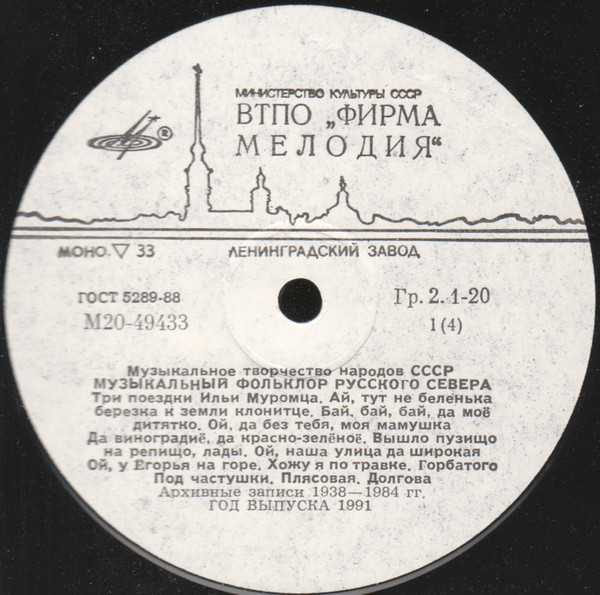 МИНИСТЕРСТВО КУЛЬТУРЫ СССР
ВТПО „ФИРМА
МЕЛОДИЯ“
®
МОНО ▽ 33 ЛЕНИНГРАДСКИЙ ЗАВОД
ГОСТ 5289-88 Гр. 2. 1-20
М20-49433 1 (4)
Музыкальное творчество народов СССР
МУЗЫКАЛЬНЫЙ ФОЛЬКЛОР РУССКОГО СЕВЕРА
Три поездки Ильи Муромца. Ай, тут не беленька
березка к земли клонитце. Бай, бай, бай, да моё
дитятко. Ой, да без тебя, моя мамушка
Да виноградиё, да красно-зелёноё. Вышло пузищо
на репищо, лады. Ой, наша улица да широкая
Ой, у Егорья на горе. Хожу я по травке. Горбатого
Под частушки. Плясовая. Долгова
Архивные записи 1938—1984 гг.
ГОД ВЫПУСКА 1991